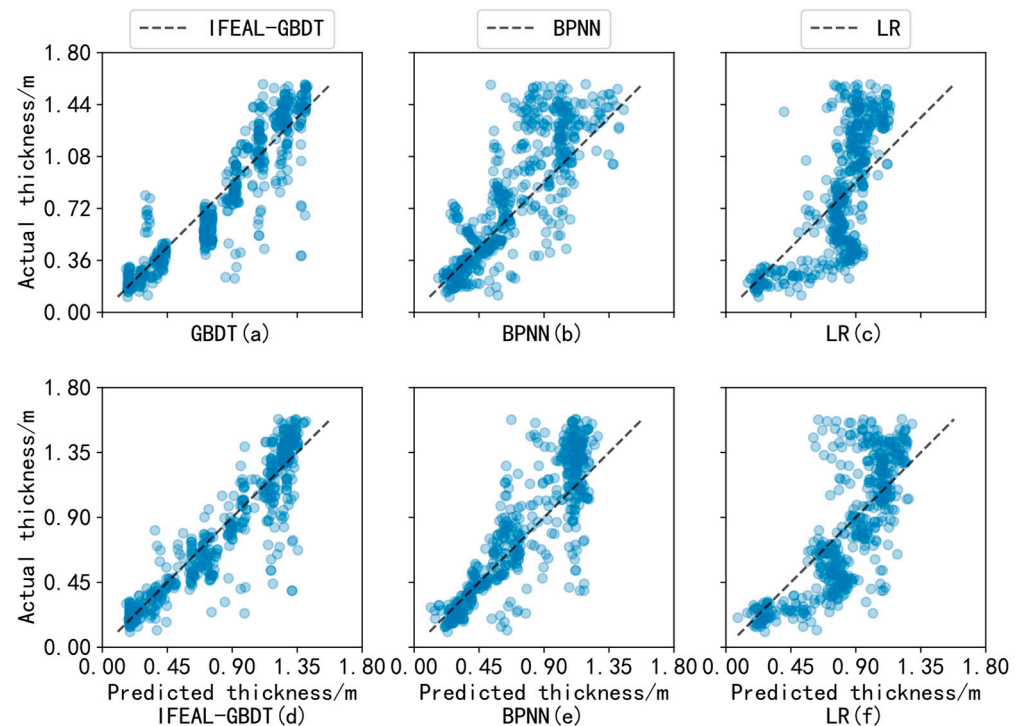 IFEAL-GBDT
BPNN
LR
Actual thickness/m
1.80
1.44
1.08
0.72
0.36
0.00
GBDT(a)
BPNN(b)
LR(c)
Actual thickness/m
1.80
1.35
0.90
0.45
0.00
0.00 0.45 0.90 1.35 1.80
0.00 0.45 0.90 1.35 1.80
0.00 0.45 0.90 1.35 1.80
Predicted thickness/m
Predicted thickness/m
Predicted thickness/m
IFEAL-GBDT(d)
BPNN(e)
LR(f)